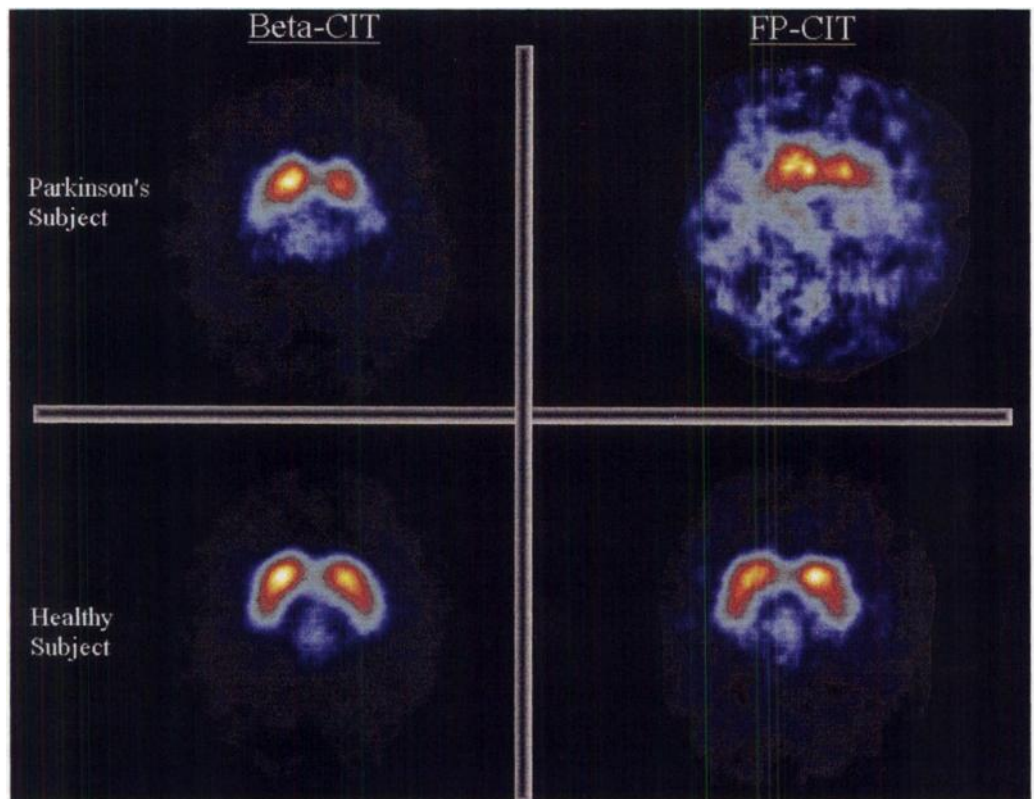 Beta-CIT
FP-CIT
Parkinson's
Subject
Healthy
Subject